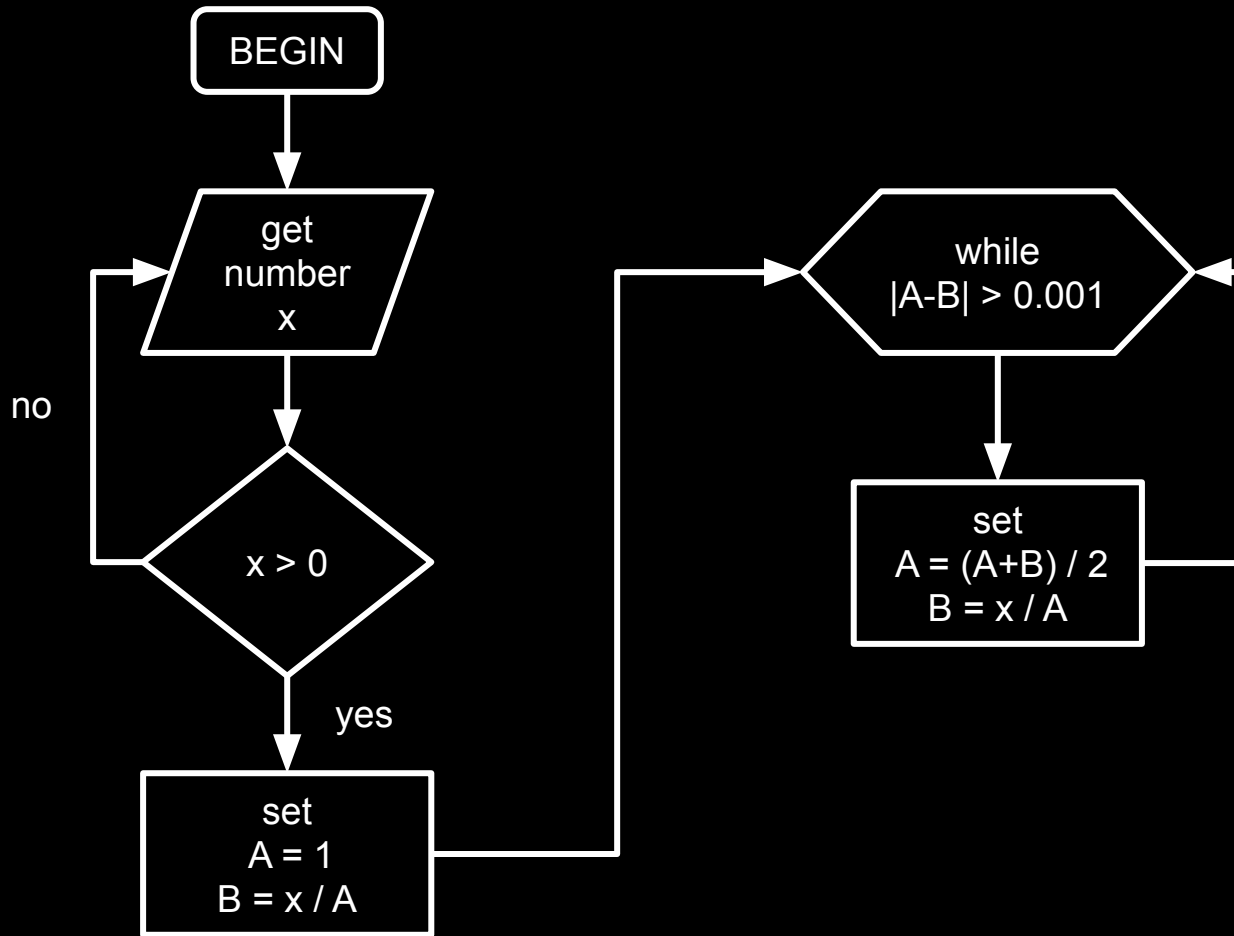 BEGIN
get
number
x
no
x > 0
yes
set
A = 1
B = x / A
while
|A-B| > 0.001
set
A = (A+B) / 2
B = x / A